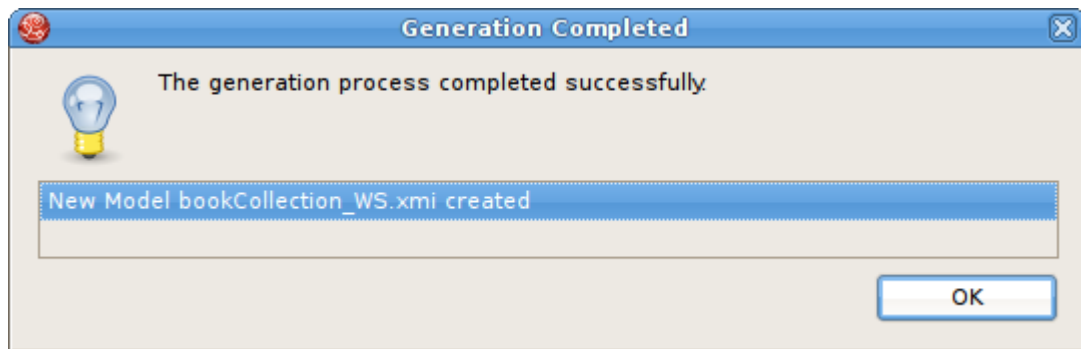 Generation Completed
The generation process completed successfully.
New Model bookCollection_WS.xmi created
OK